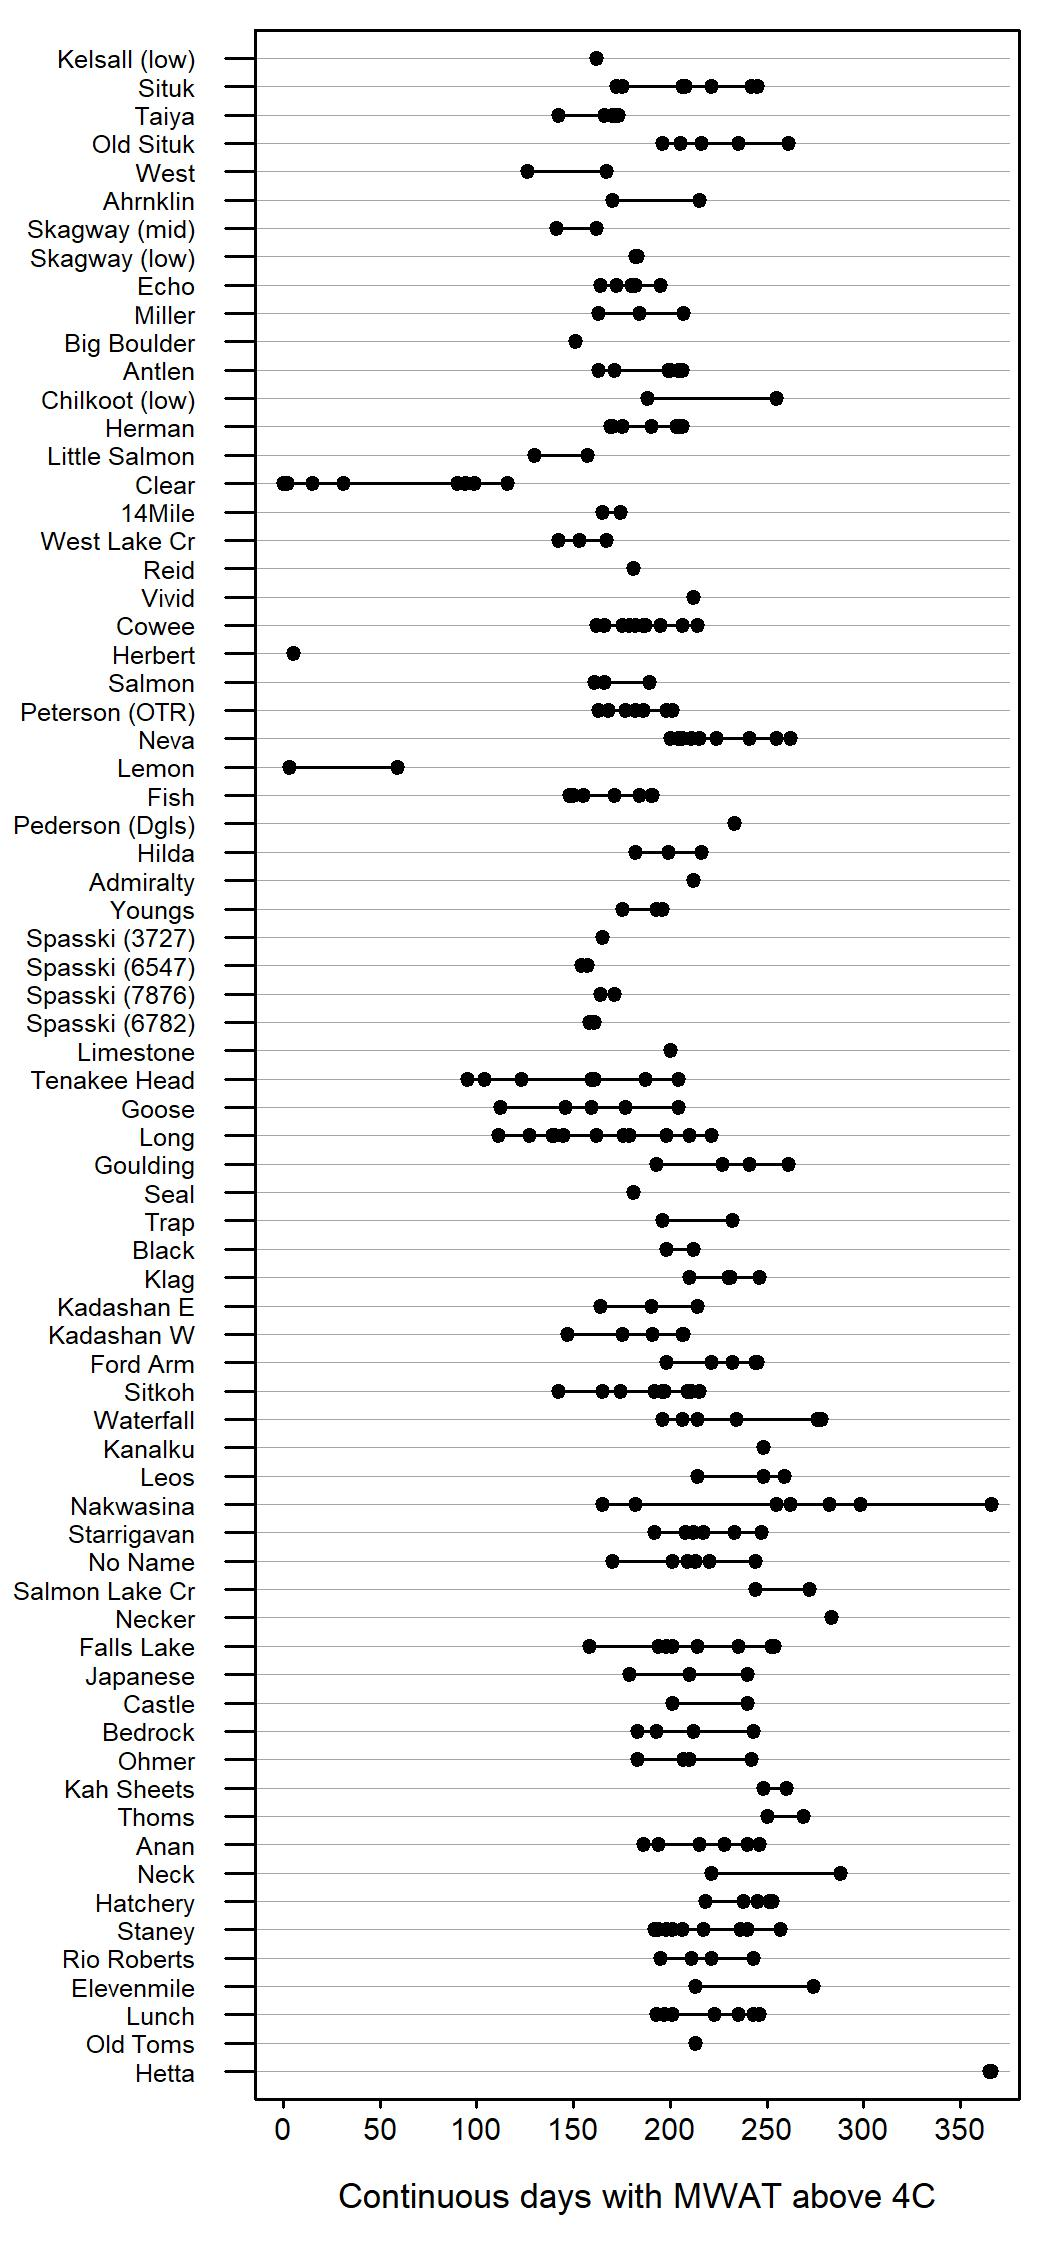 Kelsall (low)
Situk
Taiya
Old Situk
West
Ahrnklin
Skagway (mid)
Skagway (low)
Echo
Miller
Big Boulder
Antlen
Chilkoot (low)
Herman
Little Salmon
Clear
14Mile
West Lake Cr
Reid
Vivid
Cowee
Herbert
Salmon
Peterson (OTR)
Neva
Lemon
Fish
Pederson (Dgls)
Hilda
Admiralty
Youngs
Spasski (3727)
Spasski (6547)
Spasski (7876)
Spasski (6782)
Limestone
Tenakee Head
Goose
Long
Goulding
Seal
Trap
Black
Klag
Kadashan E
Kadashan W
Ford Arm
Sitkoh
Waterfall
Kanalku
Leos
Nakwasina
Starrigavan
No Name
Salmon Lake Cr
Necker
Falls Lake
Japanese
Castle
Bedrock
Ohmer
Kah Sheets
Thoms
Anan
Neck
Hatchery
Staney
Rio Roberts
Elevenmile
Lunch
Old Toms
Hetta
0 50 100 150 200 250 300 350
Continuous days with MWAT above 4C